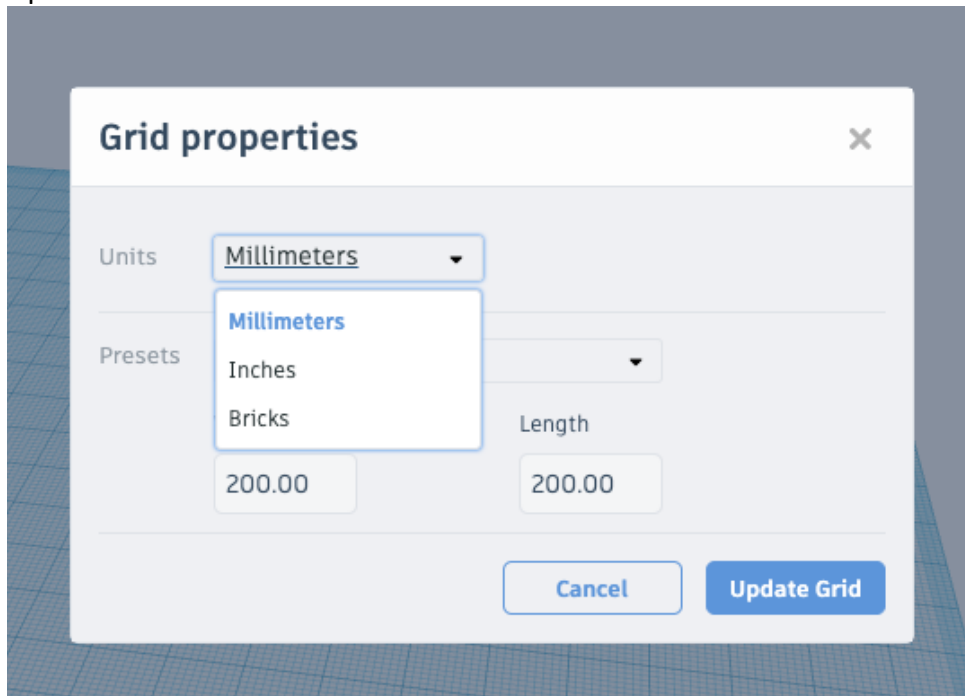 Grid properties
Units
Millimeters
Millimeters
Inches
Bricks
Presets
Length
200.00
200.00
Cancel
Update Grid